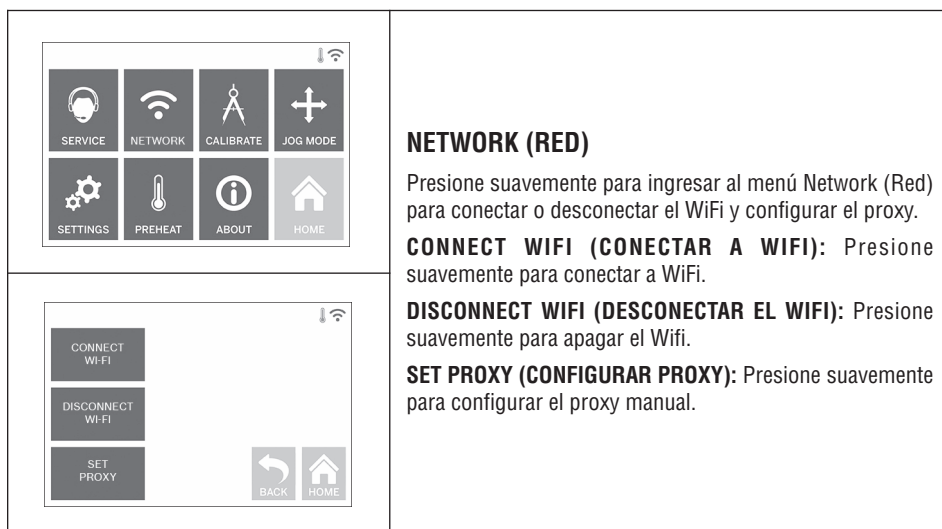 SERVICE
NETWORK
CALIBRATE
JOG MODE
SETTINGS
PREHEAT
ABOUT
HOME
CONNECT
WI-FI
DISCONNECT
WI-FI
SET
PROXY
BACK
HOME
NETWORK (RED)
Presione suavemente para ingresar al menú Network (Red)
para conectar o desconectar el WiFi y configurar el proxy.
CONNECT WIFI (CONECTAR A WIFI): Presione
suavemente para conectar a WiFi.
DISCONNECT WIFI (DESCONECTAR EL WIFI): Presione
suavemente para apagar el Wifi.
SET PROXY (CONFIGURAR PROXY): Presione suavemente
para configurar el proxy manual.